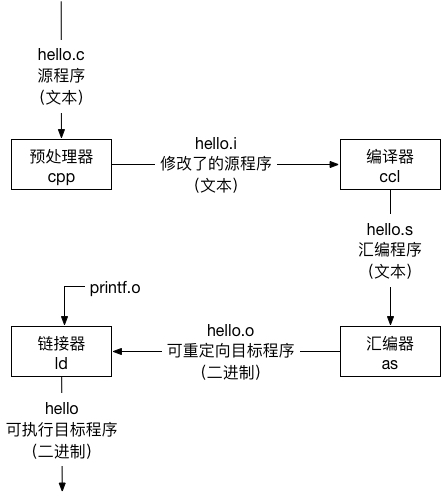 hello.c
源程序
(文本)
预处理器
cpp
hello.i
修改了的源程序
(文本)
编译器
ccl
hello.s
汇编程序
(文本)
printf.o
链接器
ld
hello.o
可重定向目标程序
(二进制)
汇编器
as
hello
可执行目标程序
(二进制)